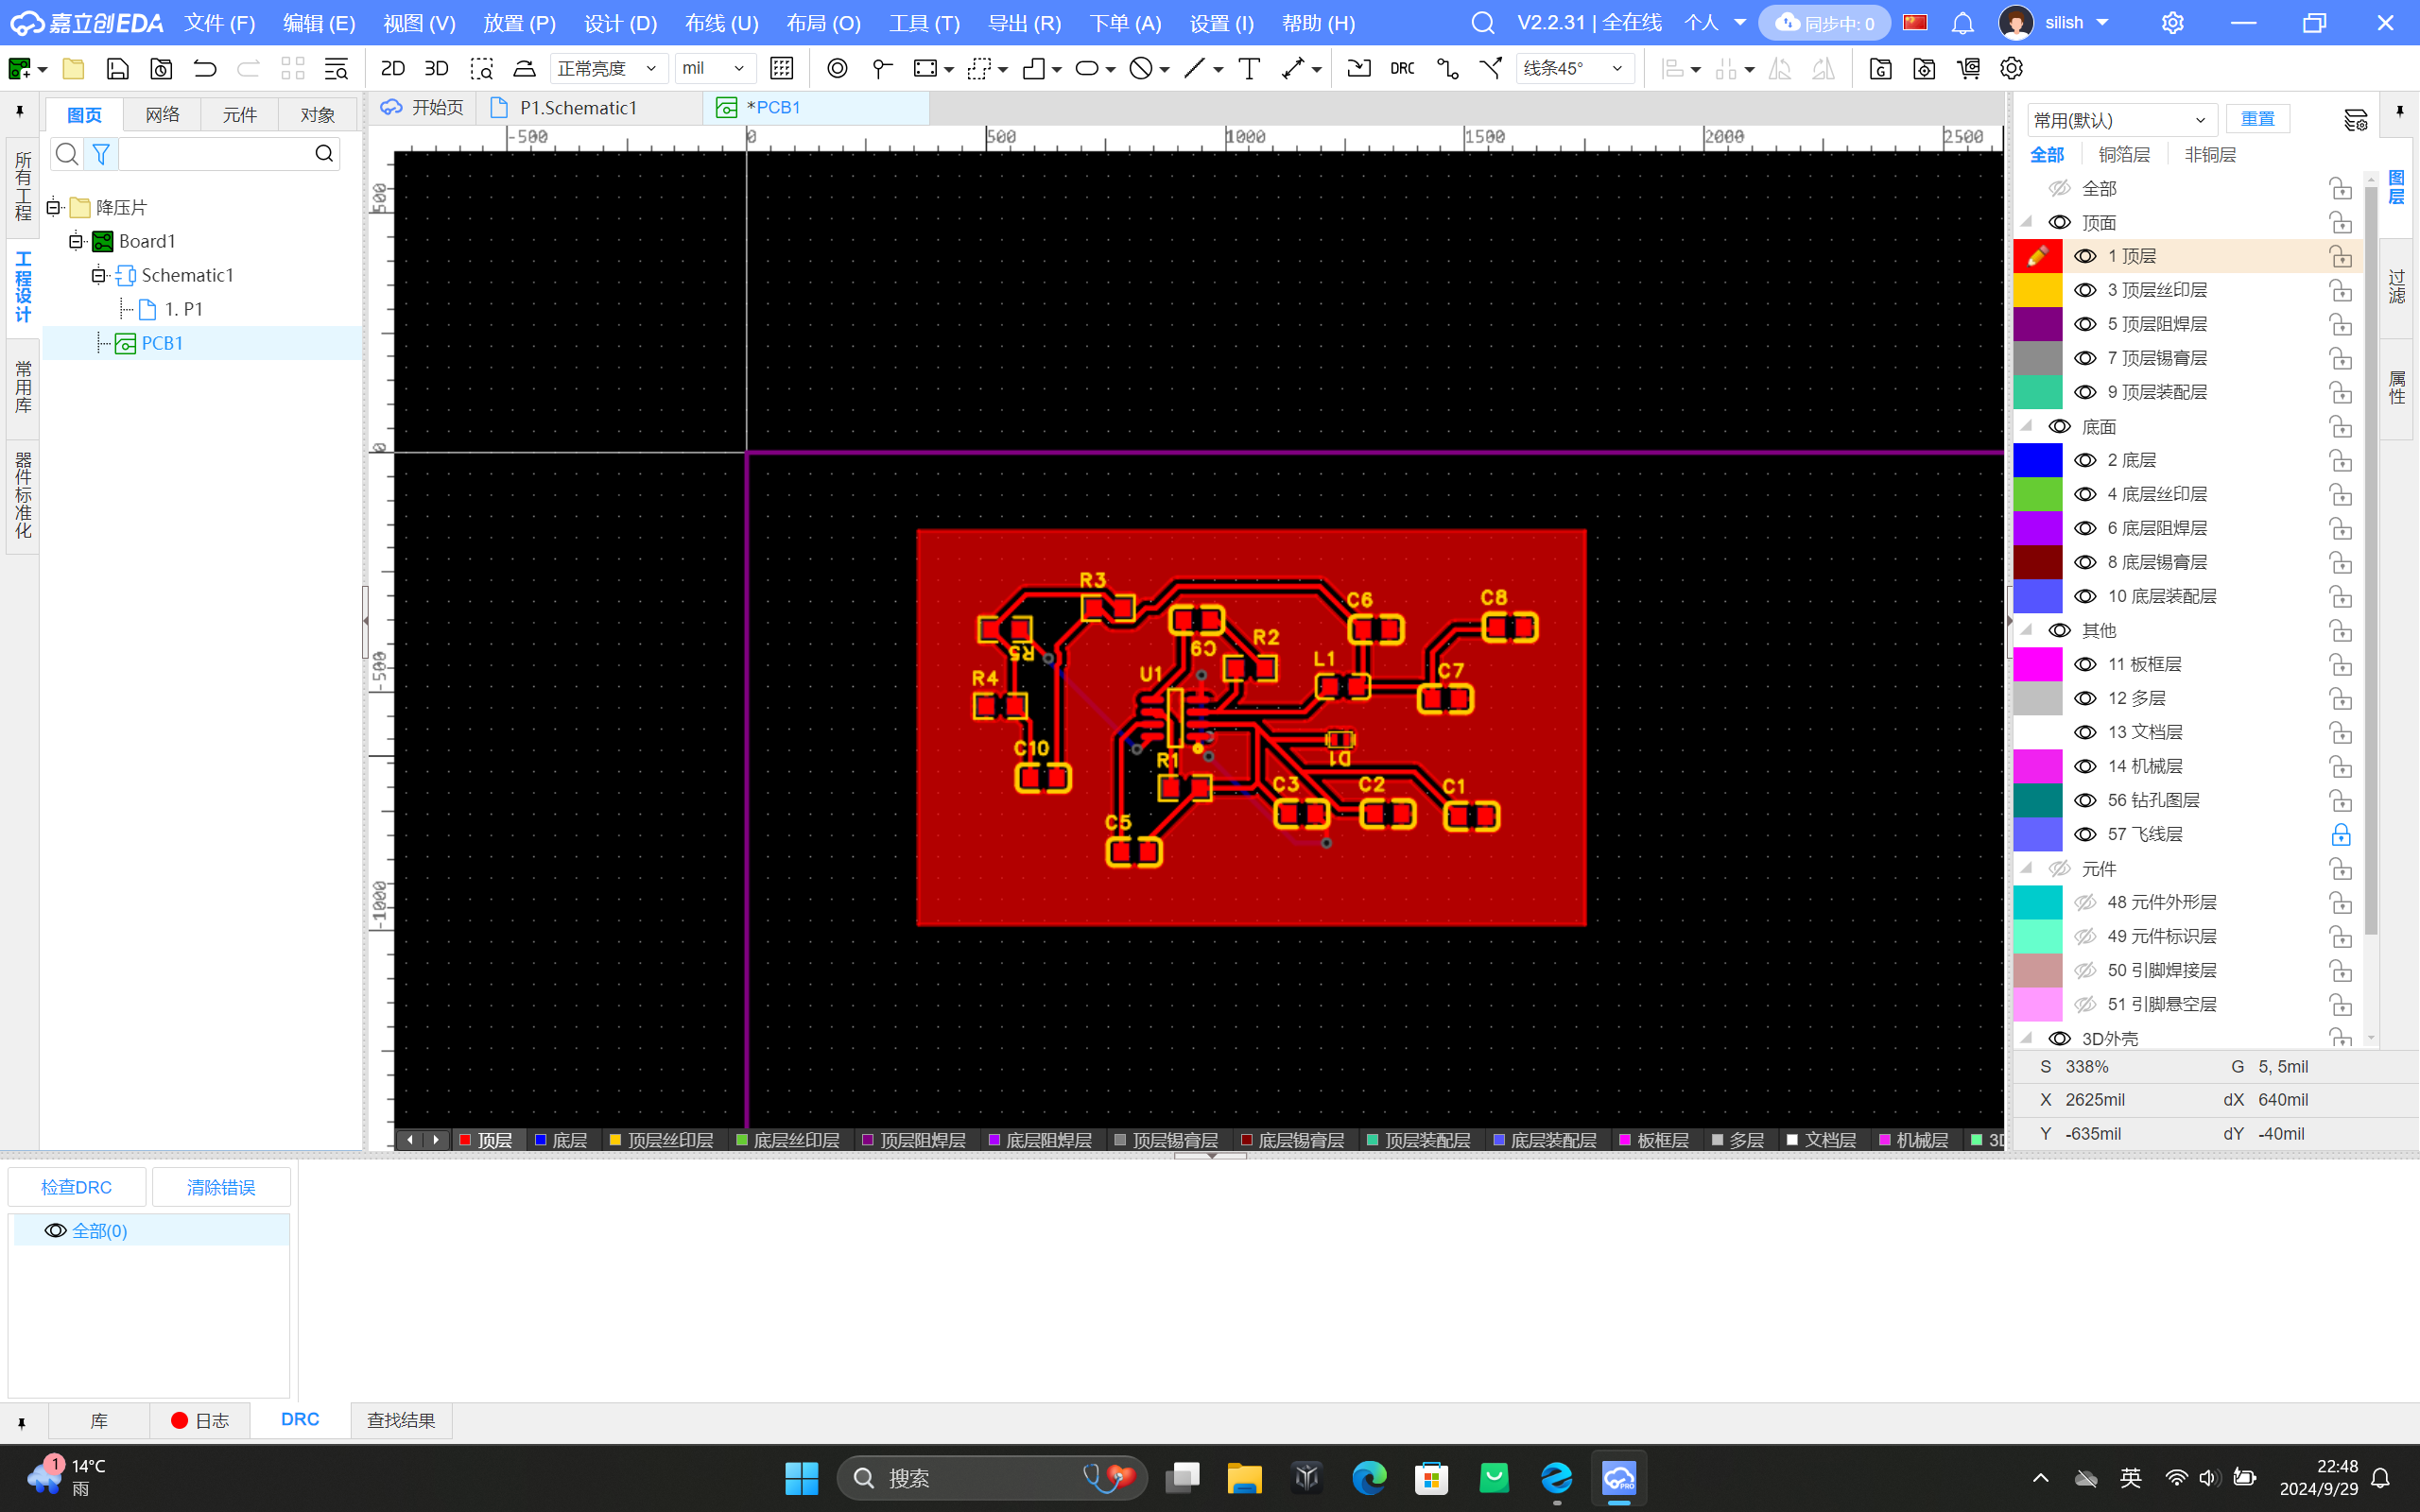 嘉立创EDA 文件 (F) 编辑 (E) 视图 (V) 放置 (P) 设计 (D) 布线 (U) 布局 (O) 工具 (T) 导出 (R) 下单 (A) 设置 (I) 帮助 (H) V2.2.31 | 全在线 个人 同步中: 0 silish
2D 3D 正常亮度 mil DRC 线条45°
图页 网络 元件 对象
开始页 P1.Schematic1 *PCB1
所有工程
工程设计
常用库
器件标准化
降压片
Board1
Schematic1
1. P1
PCB1
-500 0 500 1000 1500 2000 2500
500
0
-500
-1000
R3
C6
C8
R5
C9
R2
R4
U1
L1
C7
C10
R1
D1
C3
C2
C1
C5
常用(默认) 重置
全部 铜箔层 非铜层
全部
顶面
1 顶层
3 顶层丝印层
5 顶层阻焊层
7 顶层锡膏层
9 顶层装配层
底面
2 底层
4 底层丝印层
6 底层阻焊层
8 底层锡膏层
10 底层装配层
其他
11 板框层
12 多层
13 文档层
14 机械层
56 钻孔图层
57 飞线层
元件
48 元件外形层
49 元件标识层
50 引脚焊接层
51 引脚悬空层
3D外壳
图层
过滤
属性
S 338% G 5, 5mil
X 2625mil dX 640mil
Y -635mil dY -40mil
顶层 底层 顶层丝印层 底层丝印层 顶层阻焊层 底层阻焊层 顶层锡膏层 底层锡膏层 顶层装配层 底层装配层 板框层 多层 文档层 机械层 3D
检查DRC 清除错误
全部(0)
库 日志 DRC 查找结果
1 14°C
雨
搜索
PRO
英
22:48
2024/9/29